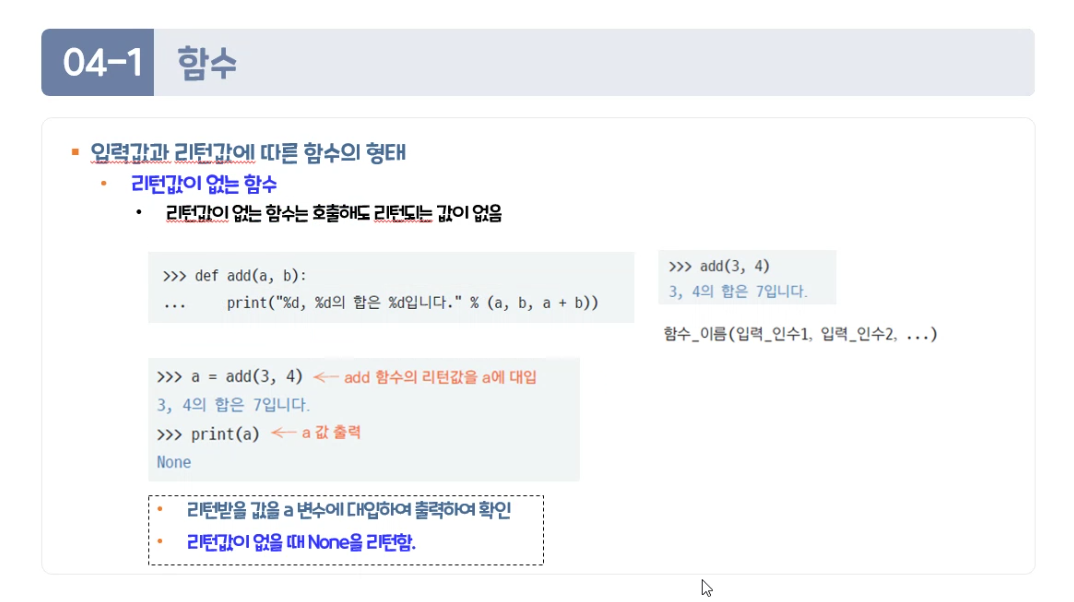 04-1 함수
입력값과 리턴값에 따른 함수의 형태
리턴값이 없는 함수
리턴값이 없는 함수는 호출해도 리턴되는 값이 없음
>>> def add(a, b):
...     print("%d, %d의 합은 %d입니다." % (a, b, a + b))
>>> add(3, 4)
3, 4의 합은 7입니다.
함수_이름(입력_인수1, 입력_인수2, ...)
>>> a = add(3, 4) ← add 함수의 리턴값을 a에 대입
3, 4의 합은 7입니다.
>>> print(a) ← a 값 출력
None
리턴받을 값을 a 변수에 대입하여 출력하여 확인
리턴값이 없을 때 None을 리턴함.